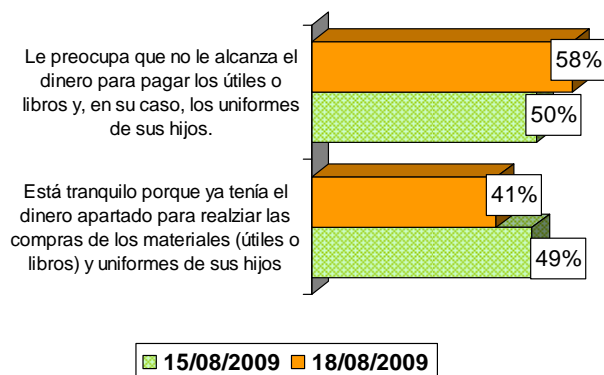 Le preocupa que no le alcanza el
dinero para pagar los útiles o
libros y, en su caso, los uniformes
de sus hijos.
58%
50%
Está tranquilo porque ya tenía el
dinero apartado para realziar las
compras de los materiales (útiles o
libros) y uniformes de sus hijos
41%
49%
15/08/2009 18/08/2009